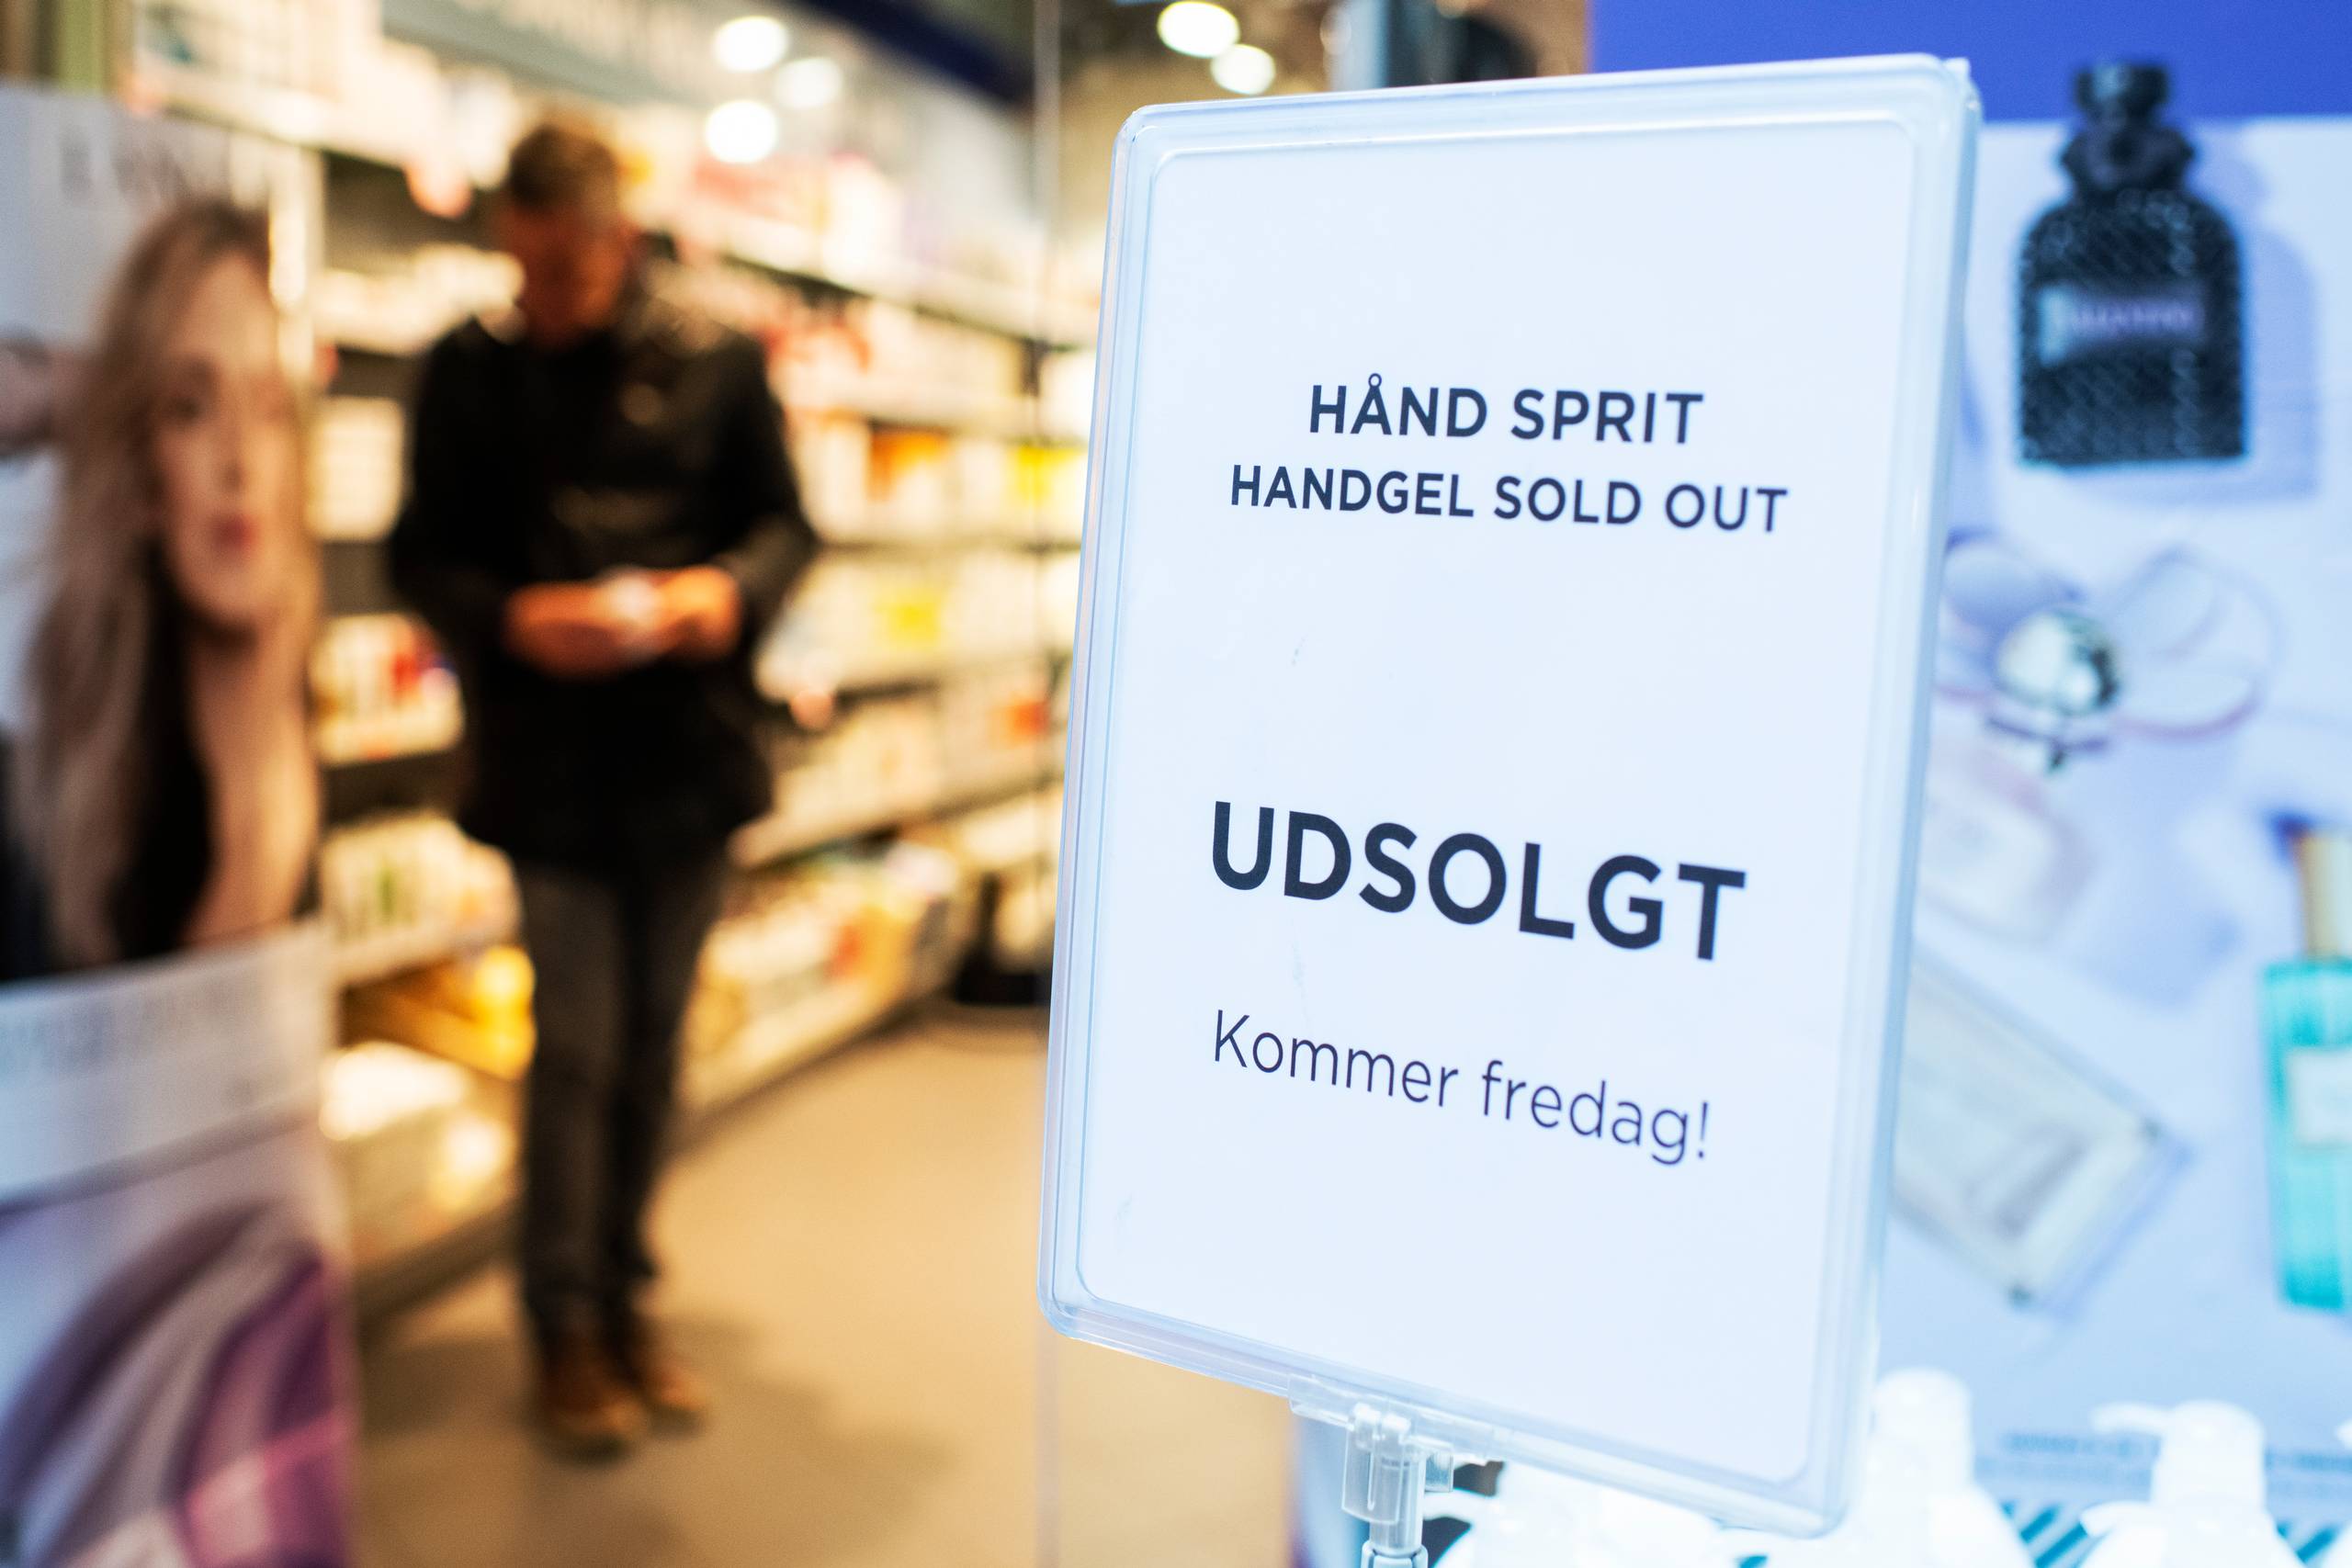 HÅND SPRIT
HANDGEL SOLD OUT
UDSOLGT
Kommer fredag!